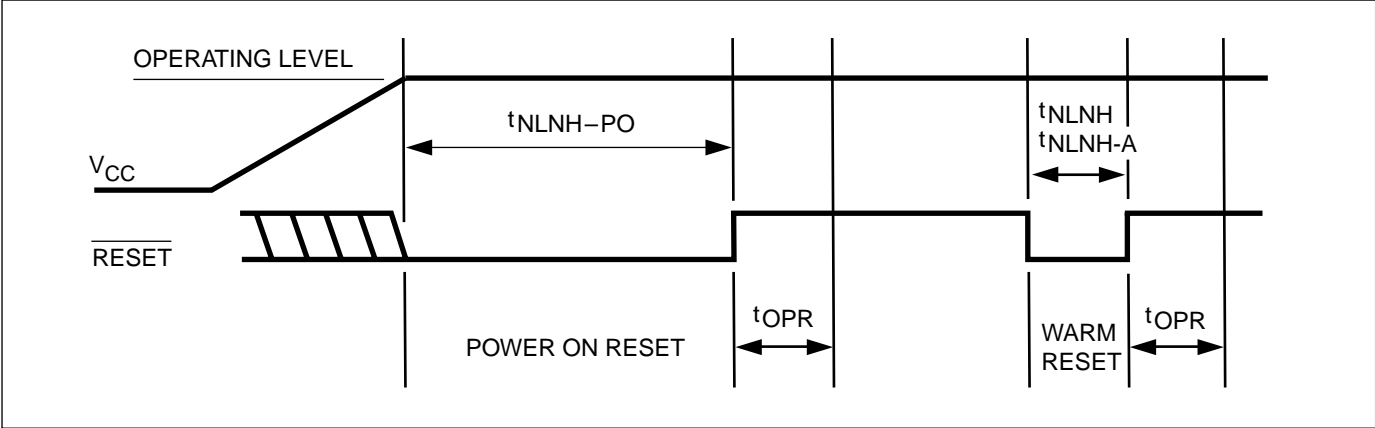 OPERATING LEVEL
tNLNH–PO
tNLNH
tNLNH-A
VCC
RESET
tOPR
tOPR
POWER ON RESET
WARM
RESET